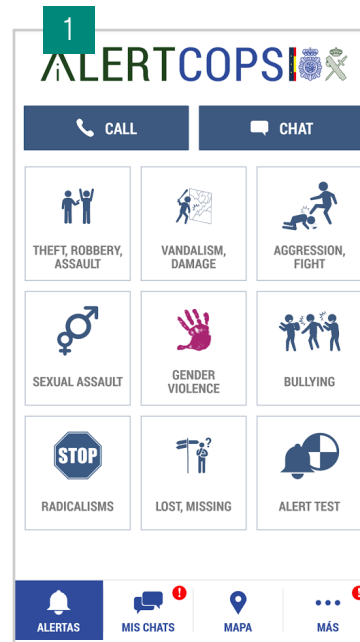 1
ALERTCOPS
CALL
CHAT
THEFT, ROBBERY,
ASSAULT
VANDALISM,
DAMAGE
AGGRESSION,
FIGHT
SEXUAL ASSAULT
GENDER
VIOLENCE
BULLYING
STOP
RADICALISMS
?
LOST, MISSING
ALERT TEST
!
!
ALERTAS
MIS CHATS
MAPA
MÁS